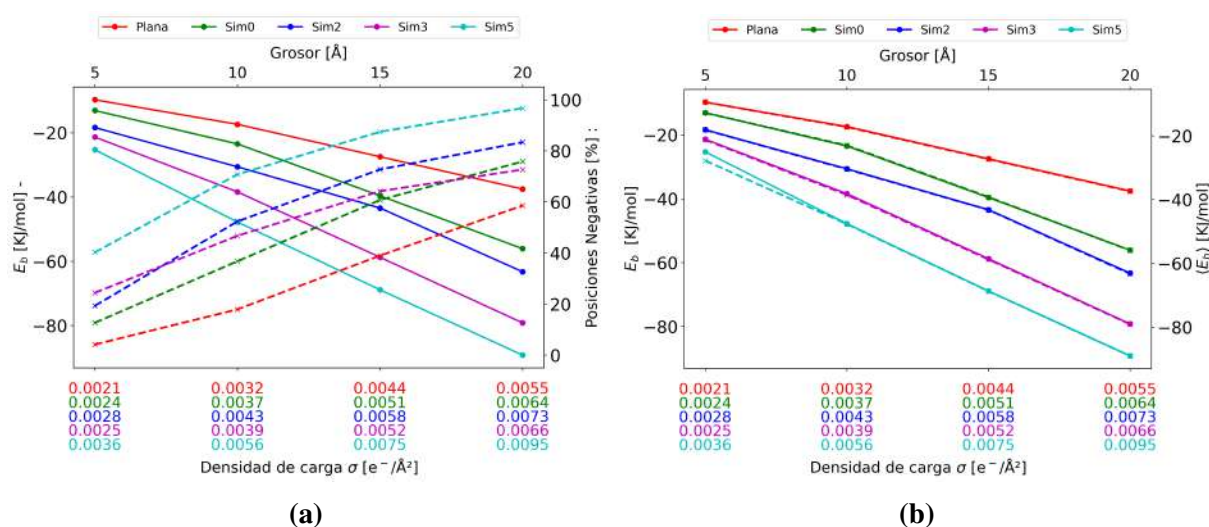 Plana Sim0 Sim2 Sim3 Sim5
Grosor [Å]
5 10 15 20
−20
−40
−60
−80
E_b [KJ/mol] -
100
80
60
40
20
0
Posiciones Negativas [%] :
0.0021 0.0032 0.0044 0.0055
0.0024 0.0037 0.0051 0.0064
0.0028 0.0043 0.0058 0.0073
0.0025 0.0039 0.0052 0.0066
0.0036 0.0056 0.0075 0.0095
Densidad de carga σ [e⁻/Å²]
(a)
Plana Sim0 Sim2 Sim3 Sim5
Grosor [Å]
5 10 15 20
−20
−40
−60
−80
E_b [KJ/mol]
−20
−40
−60
−80
⟨E_b⟩ [KJ/mol]
0.0021 0.0032 0.0044 0.0055
0.0024 0.0037 0.0051 0.0064
0.0028 0.0043 0.0058 0.0073
0.0025 0.0039 0.0052 0.0066
0.0036 0.0056 0.0075 0.0095
Densidad de carga σ [e⁻/Å²]
(b)